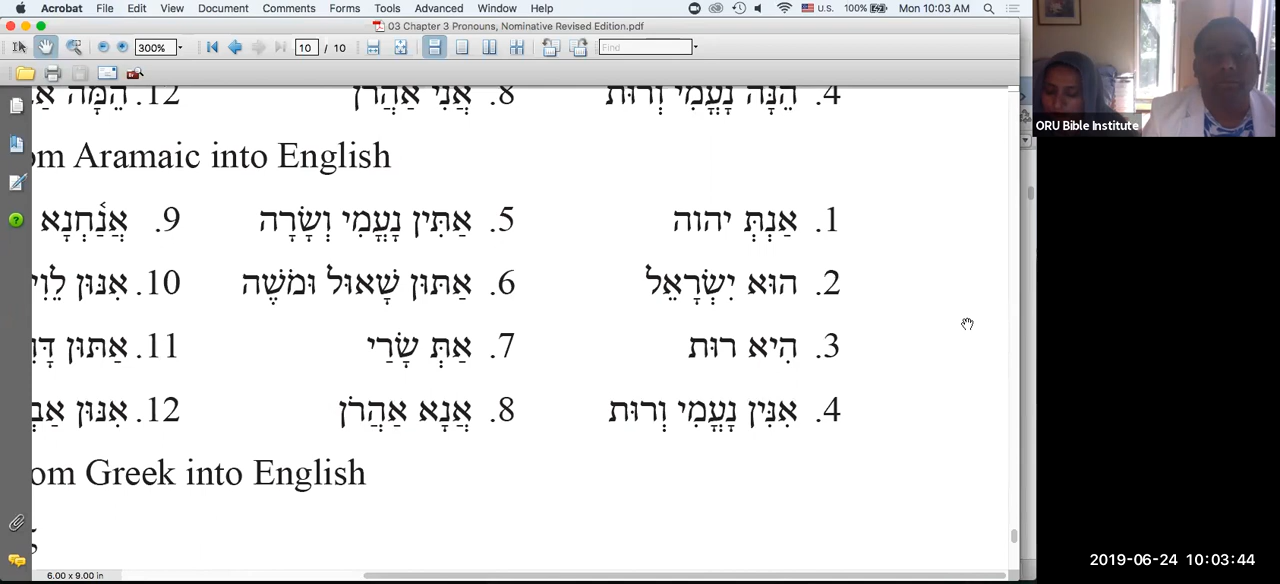 Acrobat File Edit View Document Comments Forms Tools Advanced Window Help U.S. 100% Mon 10:03 AM
03 Chapter 3 Pronouns, Nominative Revised Edition.pdf
300% 10 / 10 Find
4. הֵנָּה נָעֳמִי וְרוּת 8. אֲנִי אַהֲרֹן 12. הֵמָּה
Aramaic into English
1. אַנְתְּ יהוה 5. אַתִּין נָעֳמִי וְשָׂרָה 9. אֲנַ֫חְנָא
2. הוּא יִשְׂרָאֵל 6. אַתּוּן שָׁאוּל וּמֹשֶׁה 10. אִנּוּן
3. הִיא רוּת 7. אַתְּ שָׂרַי 11. אַתּוּן
4. אִנִּין נָעֳמִי וְרוּת 8. אֲנָא אַהֲרֹן 12. אִנּוּן
Greek into English
6.00 x 9.00 in
ORU Bible Institute
2019-06-24 10:03:44